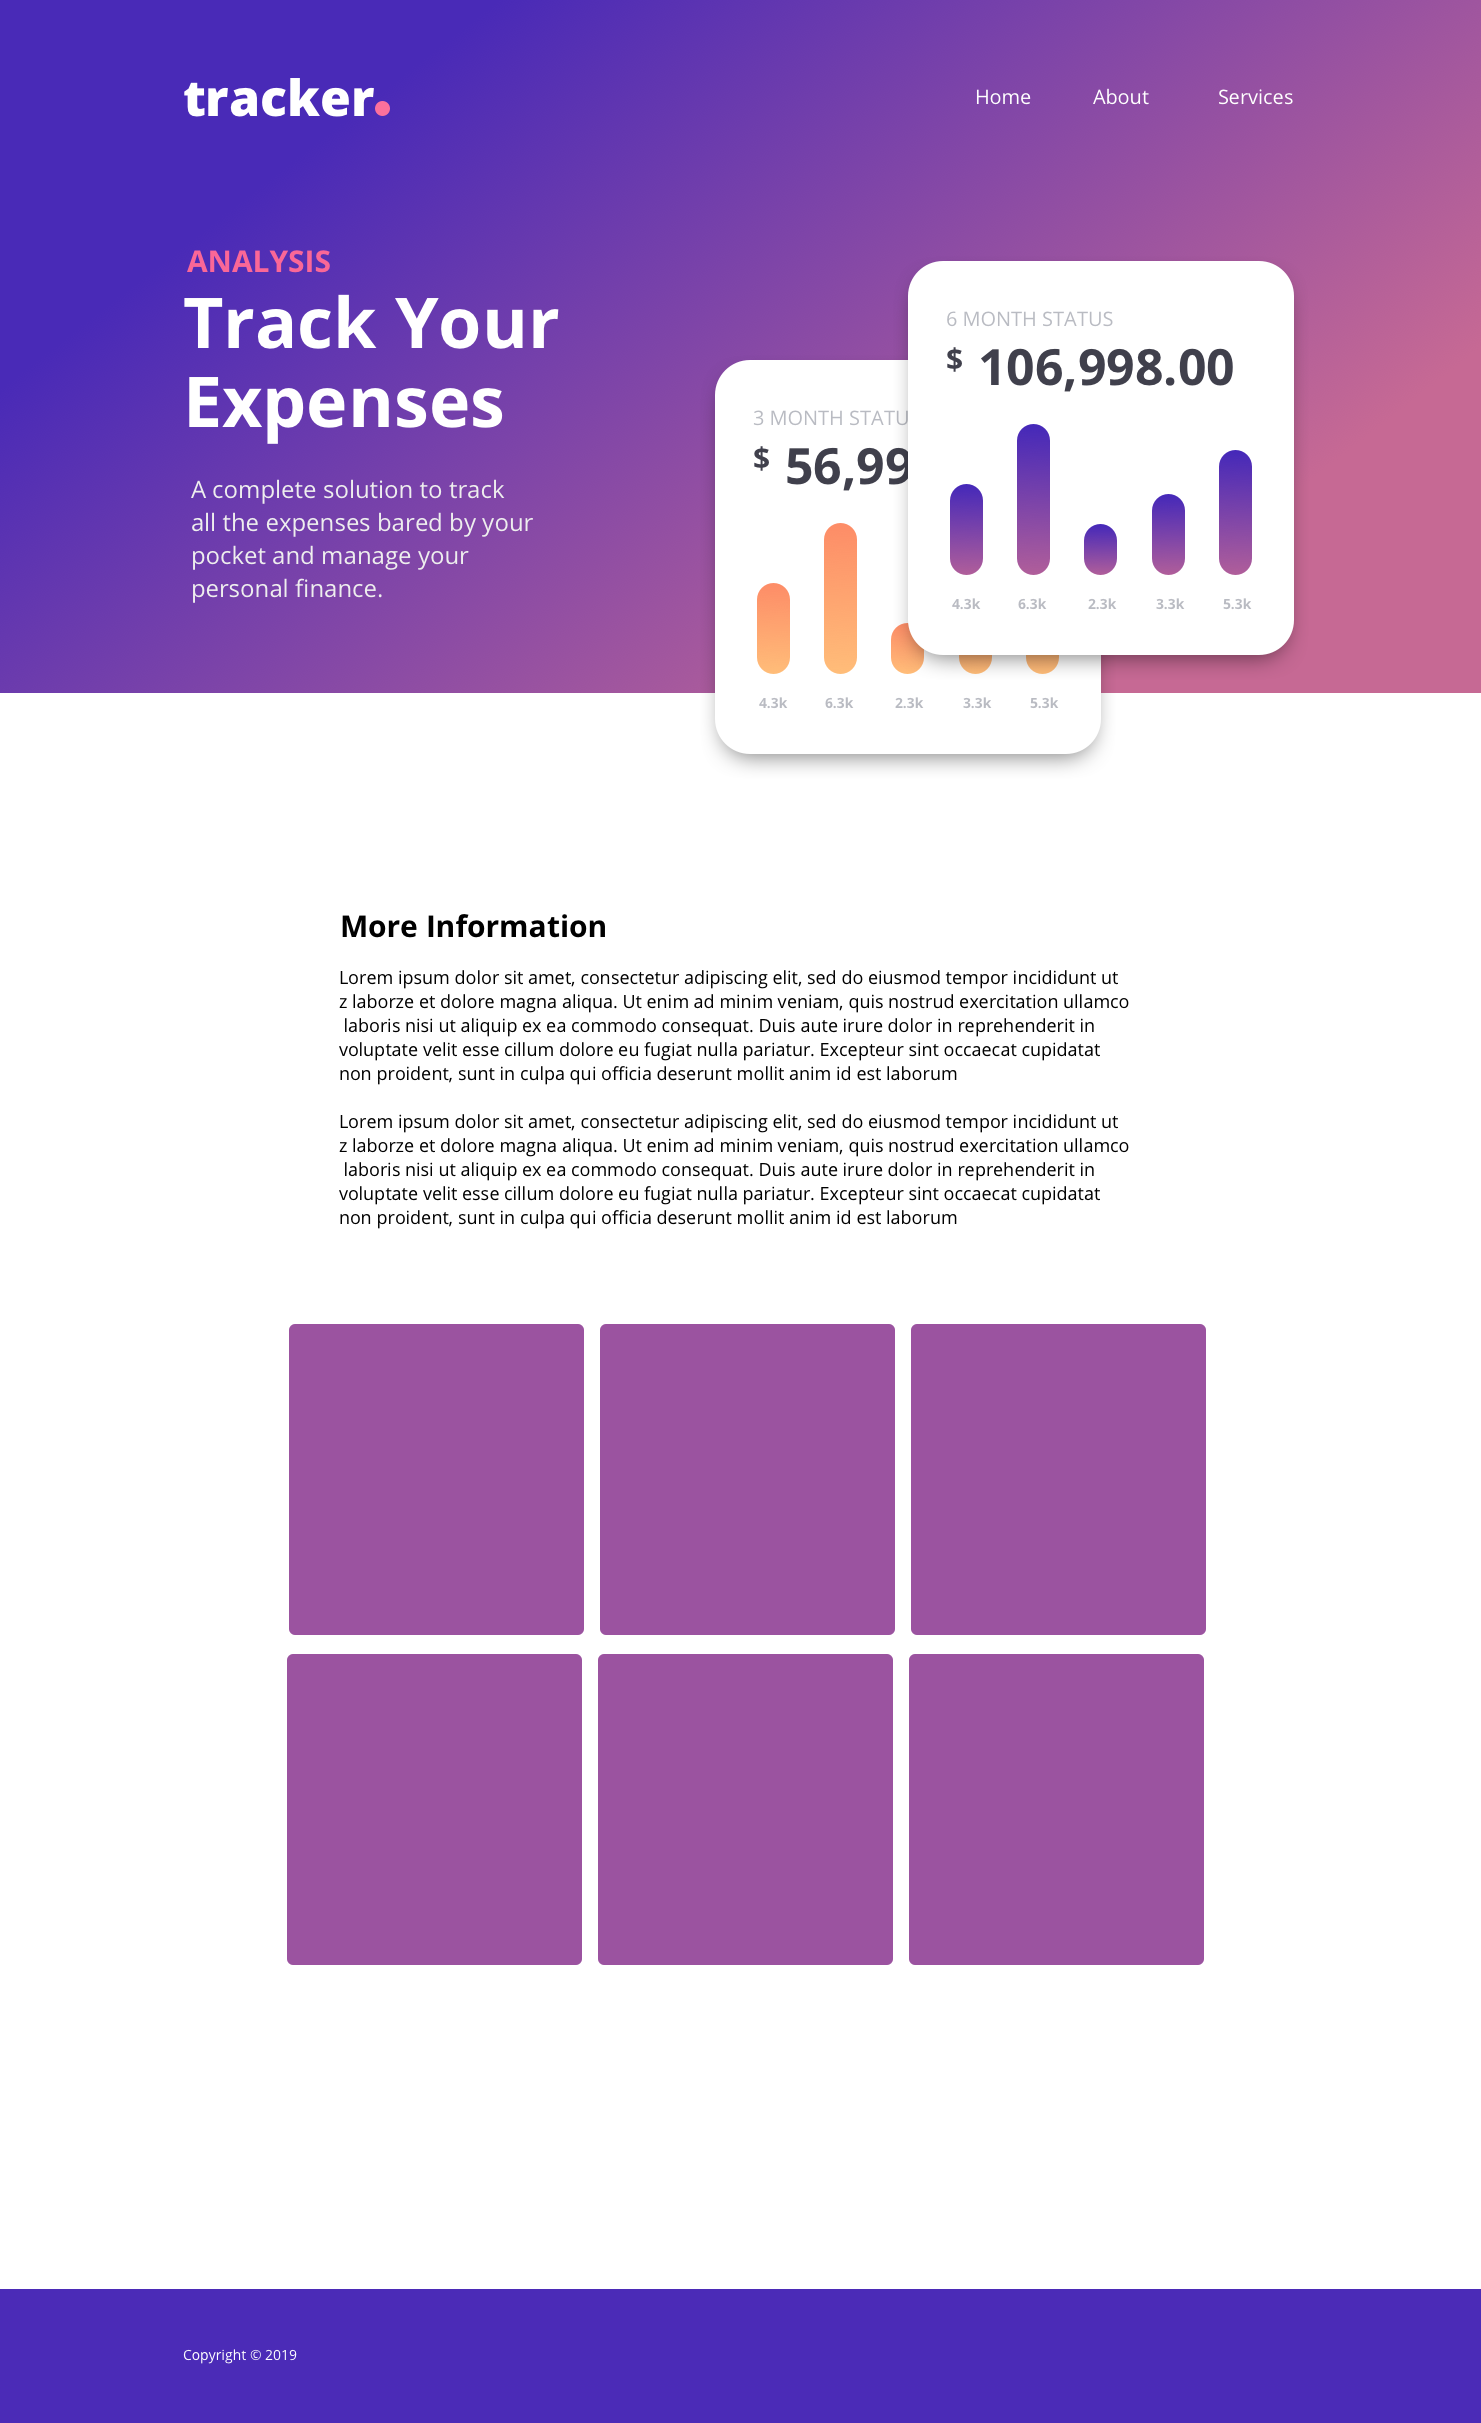 tracker.
Home About Services
ANALYSIS
Track Your
Expenses
A complete solution to track
all the expenses bared by your
pocket and manage your
personal finance.
6 MONTH STATUS
$ 106,998.00
4.3k 6.3k 2.3k 3.3k 5.3k
3 MONTH STATU
$ 56,99
4.3k 6.3k 2.3k 3.3k 5.3k
More Information
Lorem ipsum dolor sit amet, consectetur adipiscing elit, sed do eiusmod tempor incididunt ut
z laborze et dolore magna aliqua. Ut enim ad minim veniam, quis nostrud exercitation ullamco
laboris nisi ut aliquip ex ea commodo consequat. Duis aute irure dolor in reprehenderit in
voluptate velit esse cillum dolore eu fugiat nulla pariatur. Excepteur sint occaecat cupidatat
non proident, sunt in culpa qui officia deserunt mollit anim id est laborum
Lorem ipsum dolor sit amet, consectetur adipiscing elit, sed do eiusmod tempor incididunt ut
z laborze et dolore magna aliqua. Ut enim ad minim veniam, quis nostrud exercitation ullamco
laboris nisi ut aliquip ex ea commodo consequat. Duis aute irure dolor in reprehenderit in
voluptate velit esse cillum dolore eu fugiat nulla pariatur. Excepteur sint occaecat cupidatat
non proident, sunt in culpa qui officia deserunt mollit anim id est laborum
Copyright © 2019